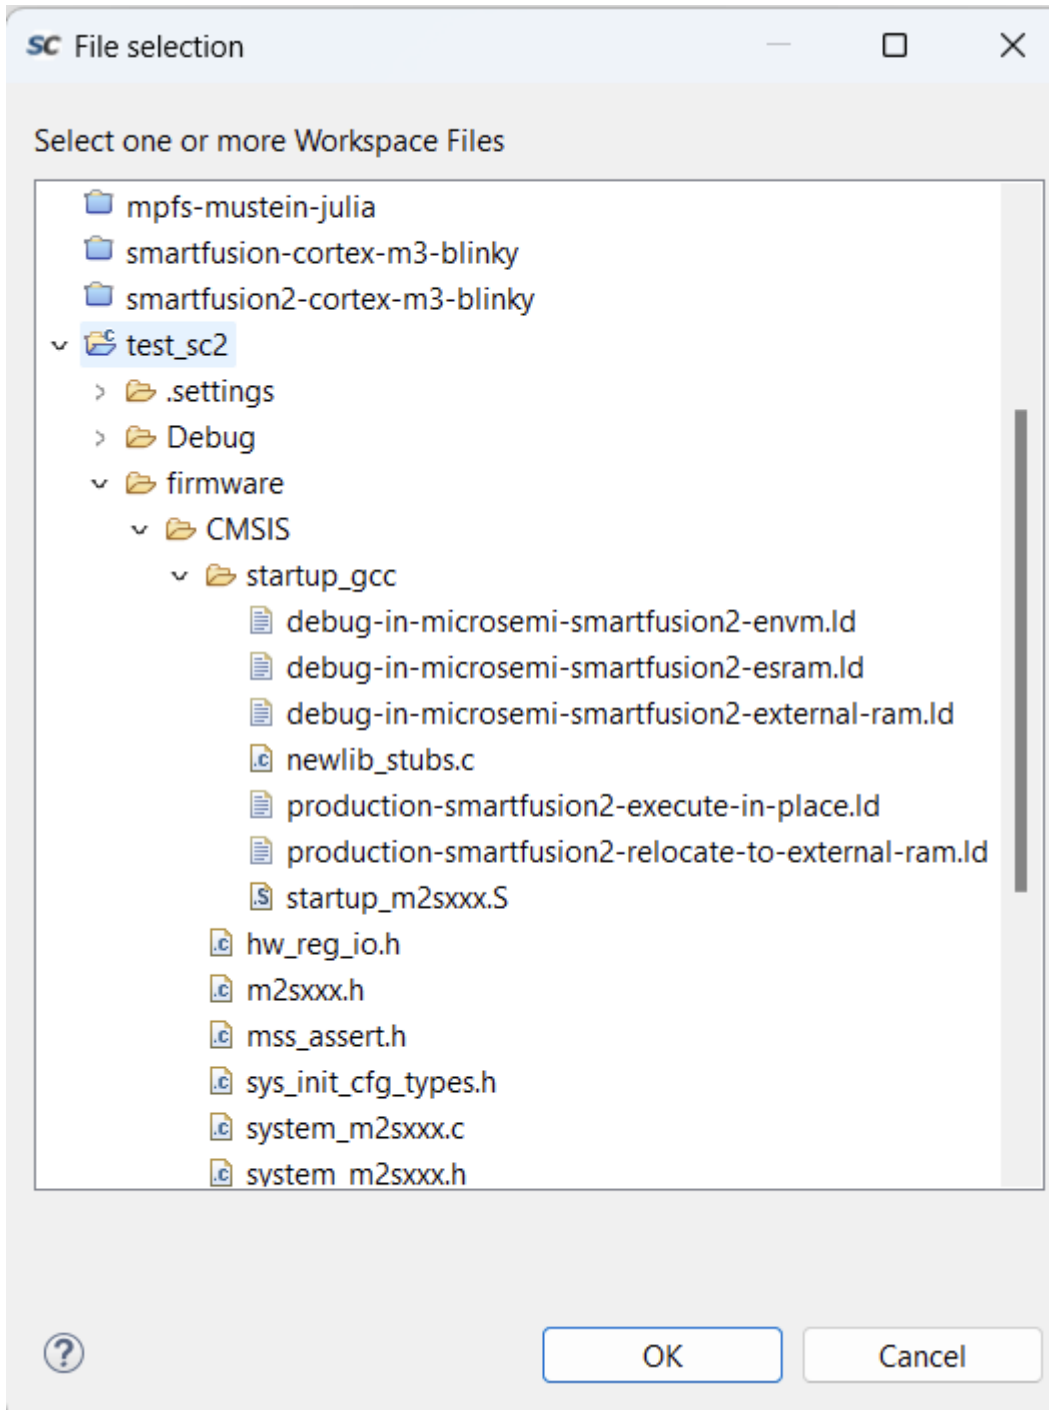 SC File selection
Select one or more Workspace Files
mpfs-mustein-julia
smartfusion-cortex-m3-blinky
smartfusion2-cortex-m3-blinky
test_sc2
.settings
Debug
firmware
CMSIS
startup_gcc
debug-in-microsemi-smartfusion2-envm.ld
debug-in-microsemi-smartfusion2-esram.ld
debug-in-microsemi-smartfusion2-external-ram.ld
.c newlib_stubs.c
production-smartfusion2-execute-in-place.ld
production-smartfusion2-relocate-to-external-ram.ld
.S startup_m2sxxx.S
.c hw_reg_io.h
.c m2sxxx.h
.c mss_assert.h
.c sys_init_cfg_types.h
.c system_m2sxxx.c
.c system_m2sxxx.h
?
OK Cancel